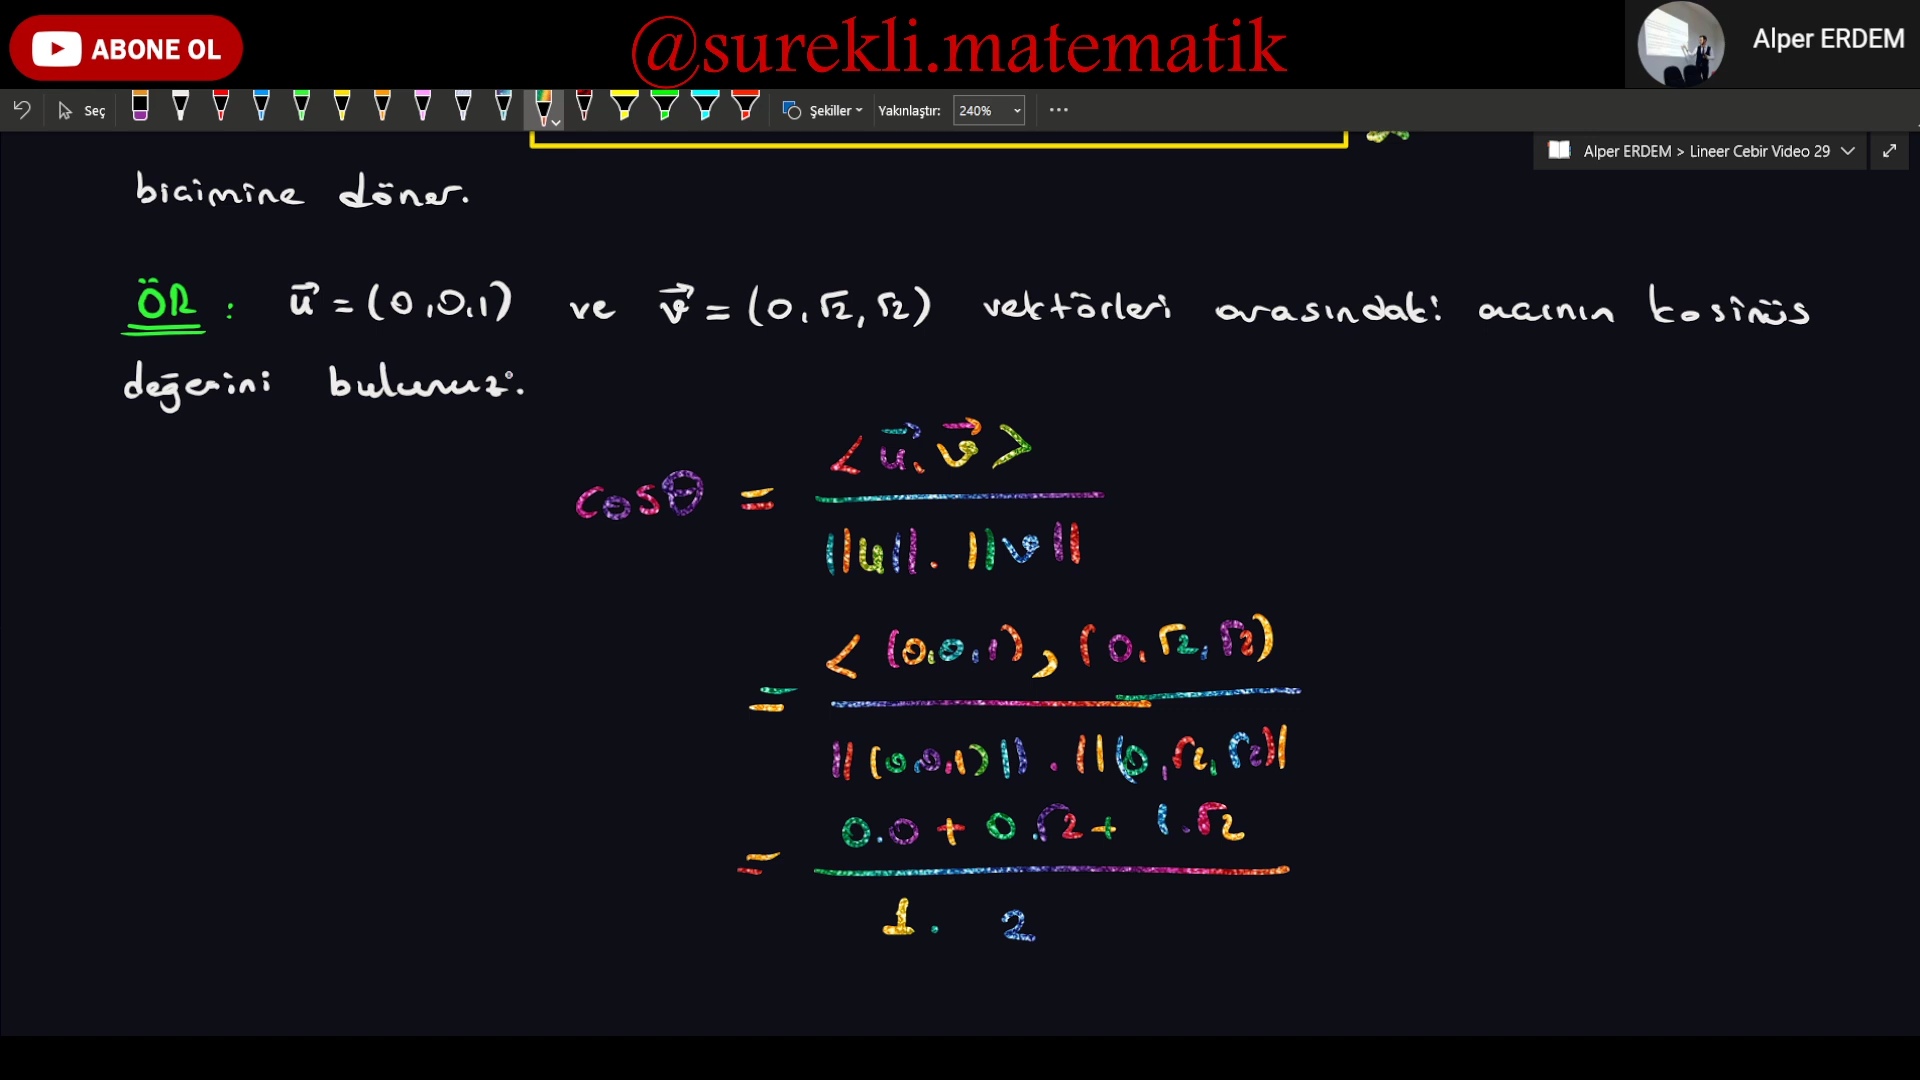 ABONE OL
@surekli.matematik
Alper ERDEM
Seç
Şekiller
Yakınlaştır:
240%
Alper ERDEM > Lineer Cebir Video 29
biçimine döner.
ÖR : u⃗ = (0,0,1) ve v⃗ = (0,√2,√2) vektörleri arasındaki açının kosinüs
değerini bulunuz.
cosθ = <u⃗, v⃗> / ||u||.||v||
= <(0,0,1), (0,√2,√2) / ||(0,0,1)||.||(0,√2,√2)||
= 0.0 + 0.√2 + 1.√2 / 1. 2